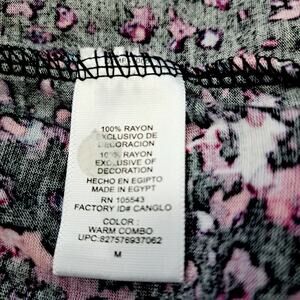 100% RAYON
EXCLUSIVO DE
DECORACION
100% RAYON
EXCLUSIVE OF
DECORATION
HECHO EN EGIPTO
MADE IN EGYPT
RN 105543
FACTORY ID# CANGLO
COLOR :
WARM COMBO
UPC:827576937062
M